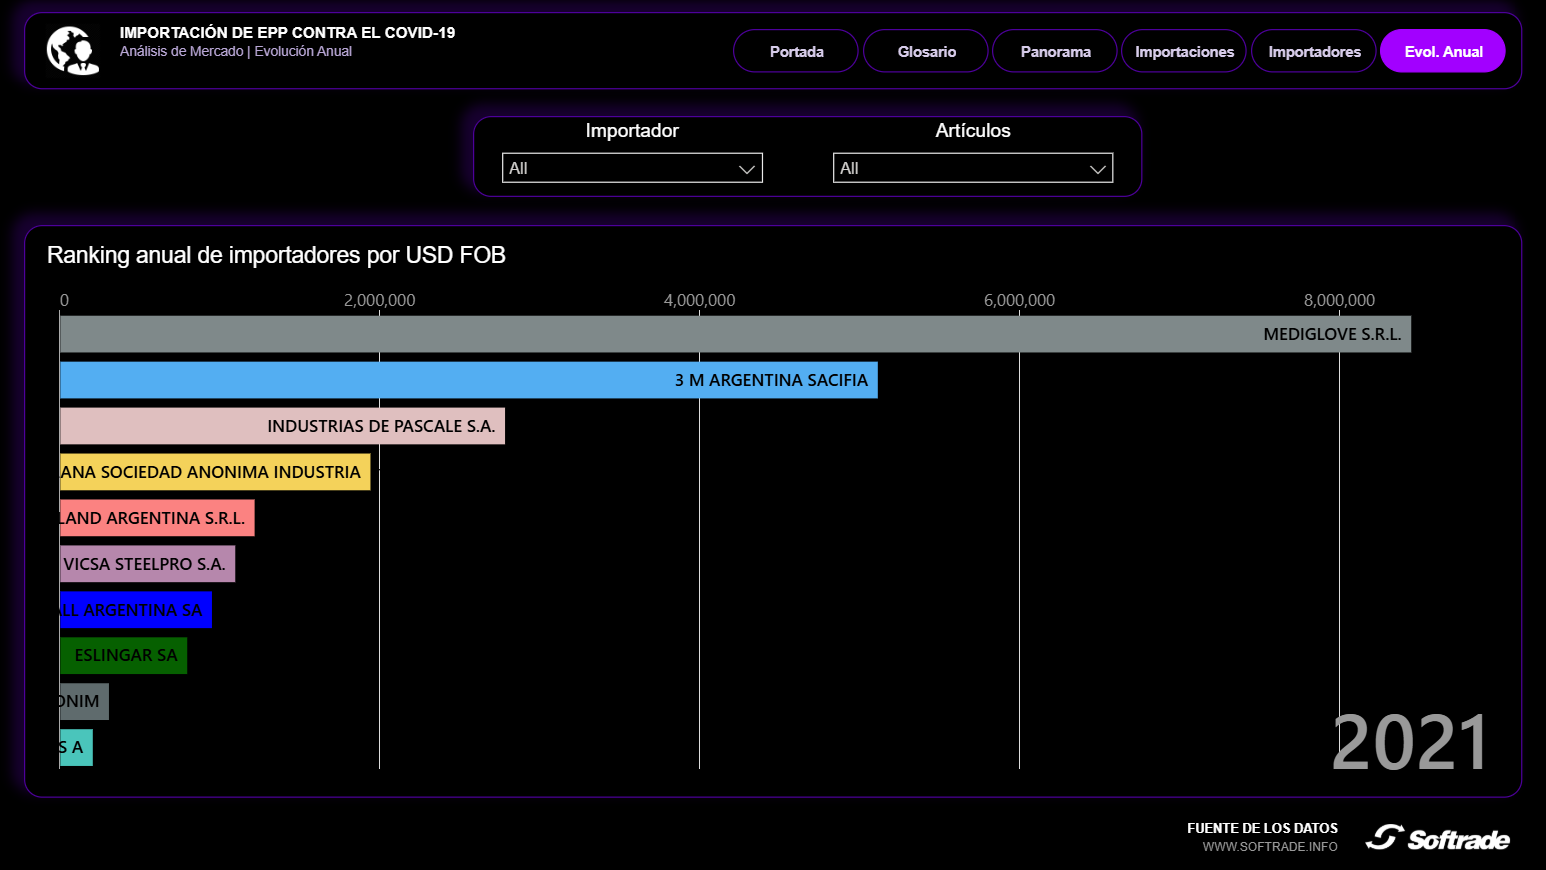 IMPORTACIÓN DE EPP CONTRA EL COVID-19
Análisis de Mercado | Evolución Anual
Portada
Glosario
Panorama
Importaciones
Importadores
Evol. Anual
Importador
Artículos
All
All
Ranking anual de importadores por USD FOB
0 2,000,000 4,000,000 6,000,000 8,000,000
MEDIGLOVE S.R.L.
3 M ARGENTINA SACIFIA
INDUSTRIAS DE PASCALE S.A.
ANA SOCIEDAD ANONIMA INDUSTRIA
LAND ARGENTINA S.R.L.
VICSA STEELPRO S.A.
ALL ARGENTINA SA
ESLINGAR SA
ONIM
S A
2021
FUENTE DE LOS DATOS
WWW.SOFTRADE.INFO
Softrade